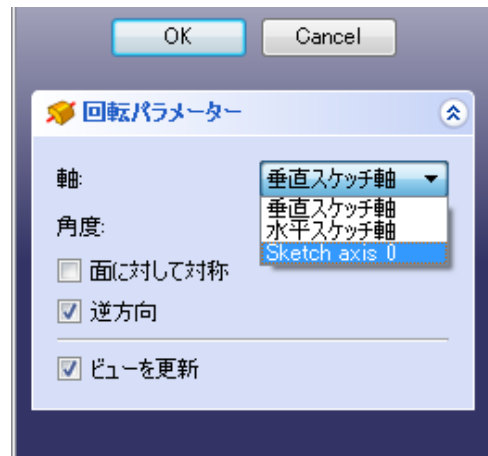 OK Cancel
回転パラメーター
軸: 垂直スケッチ軸
垂直スケッチ軸
角度: 水平スケッチ軸
Sketch axis 0
面に対して対称
逆方向
ビューを更新